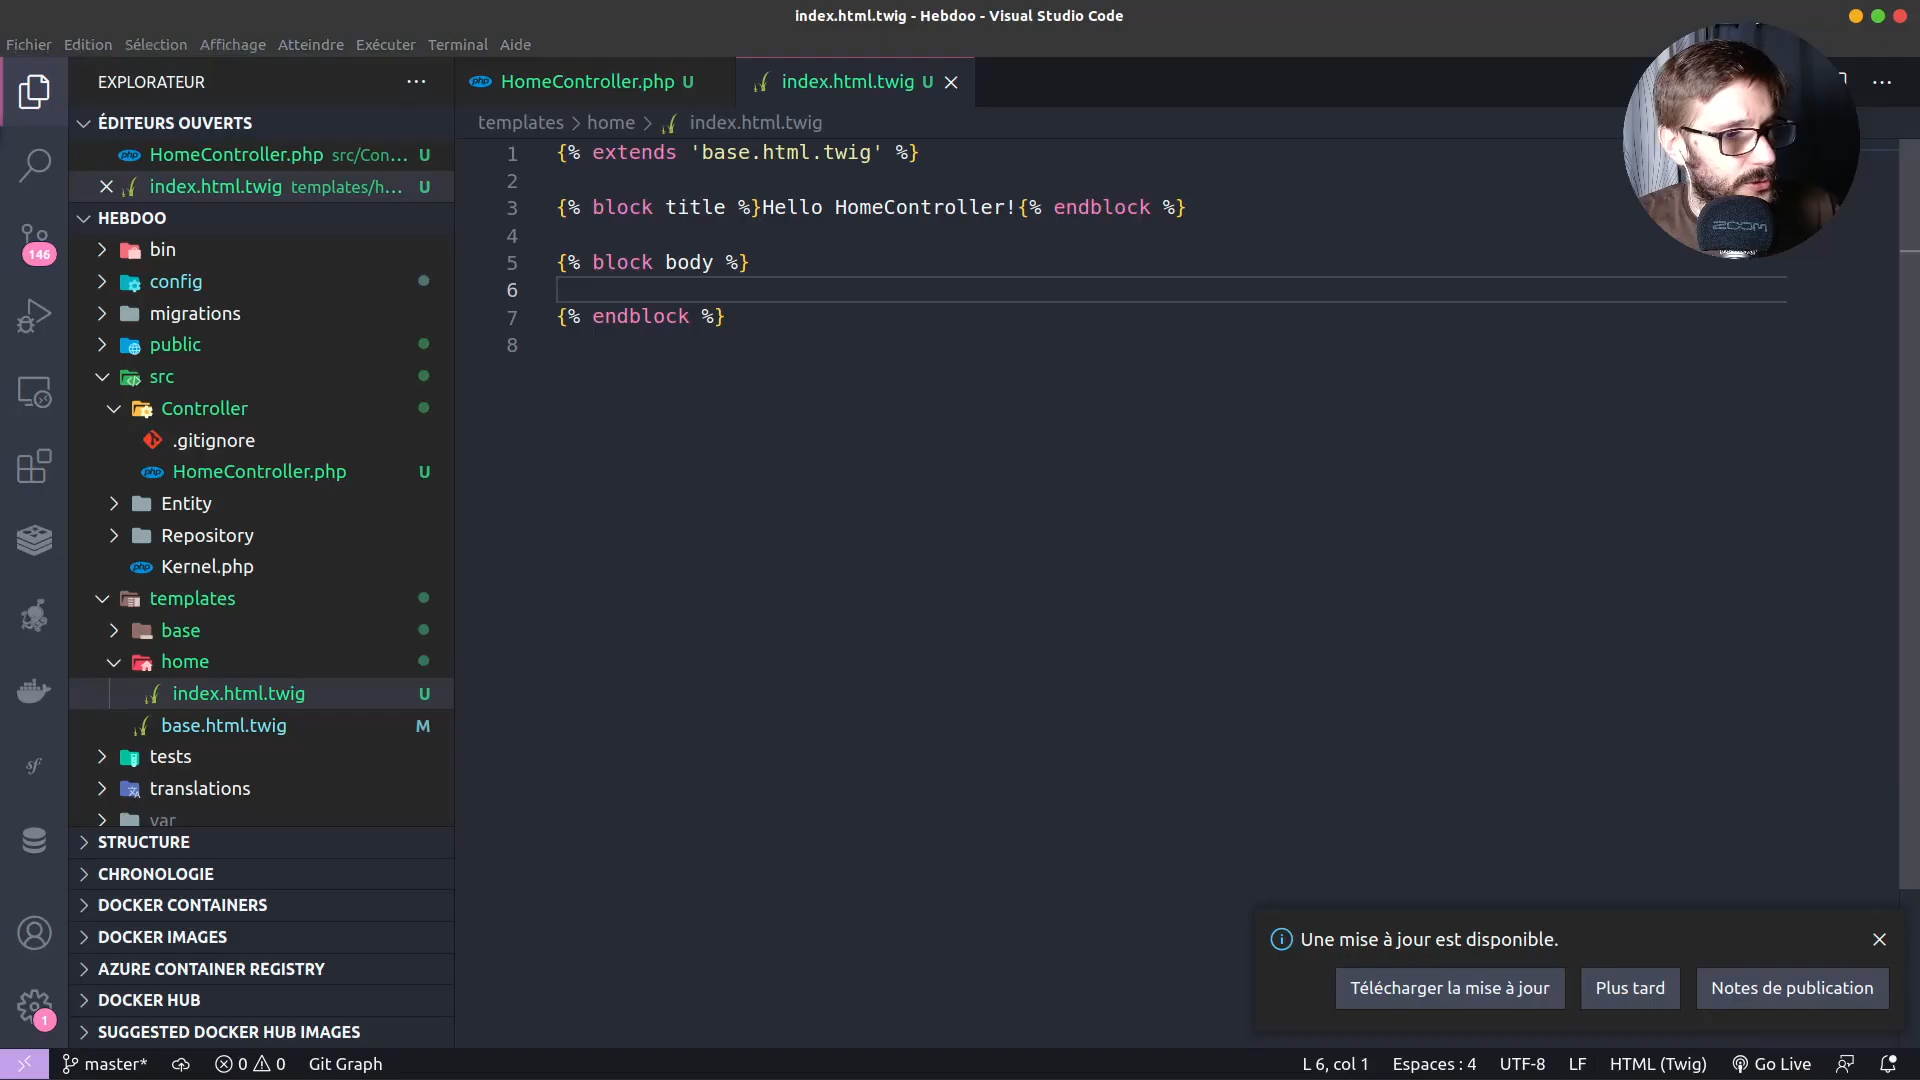 index.html.twig - Hebdoo - Visual Studio Code
Fichier Edition Sélection Affichage Atteindre Exécuter Terminal Aide
EXPLORATEUR
php HomeController.php U
index.html.twig U
ÉDITEURS OUVERTS
php HomeController.php src/Con... U
index.html.twig templates/h... U
templates > home > index.html.twig
HEBDOO
146
bin
config
migrations
public
src
Controller
.gitignore
php HomeController.php U
Entity
Repository
php Kernel.php
templates
base
home
index.html.twig U
base.html.twig M
tests
translations
var
STRUCTURE
CHRONOLOGIE
DOCKER CONTAINERS
DOCKER IMAGES
AZURE CONTAINER REGISTRY
DOCKER HUB
SUGGESTED DOCKER HUB IMAGES
sf
1
1 {% extends 'base.html.twig' %}
2
3 {% block title %}Hello HomeController!{% endblock %}
4
5 {% block body %}
6
7 {% endblock %}
8
ZOOM
Une mise à jour est disponible.
Télécharger la mise à jour Plus tard Notes de publication
master* 0 0 Git Graph L 6, col 1 Espaces : 4 UTF-8 LF HTML (Twig) Go Live